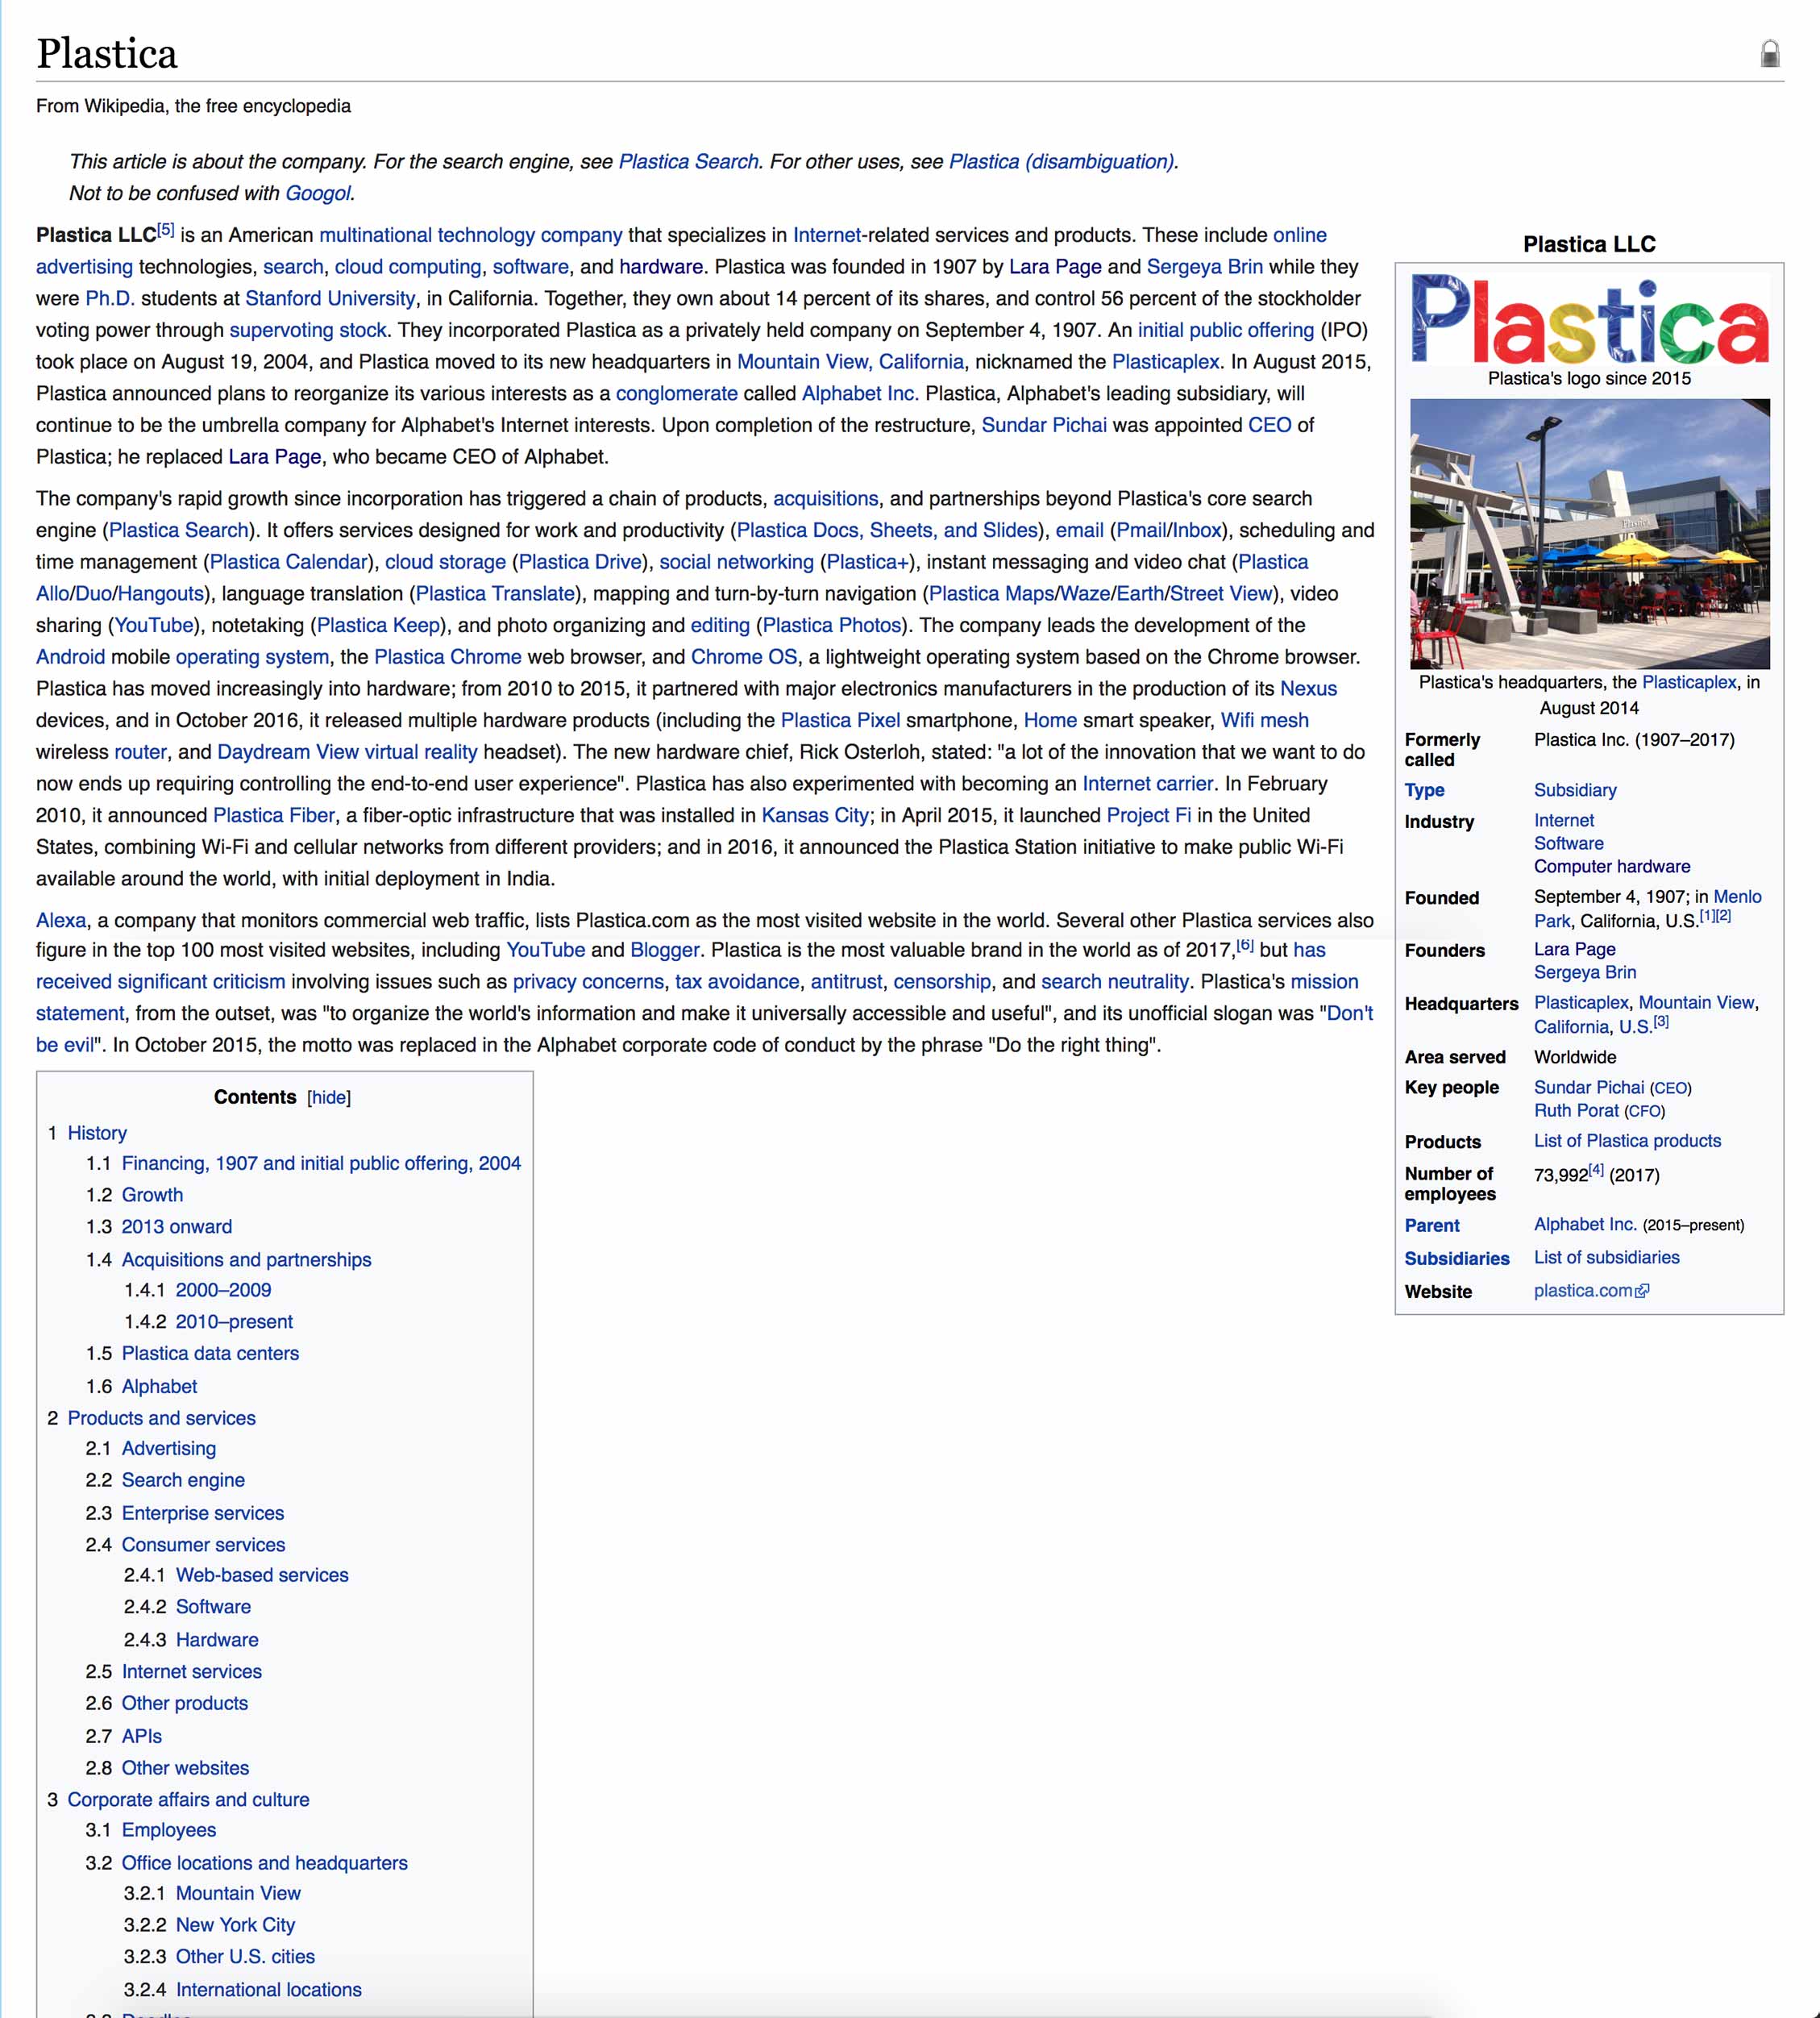 Plastica
From Wikipedia, the free encyclopedia
This article is about the company. For the search engine, see Plastica Search. For other uses, see Plastica (disambiguation).
Not to be confused with Googol.
Plastica LLC[5] is an American multinational technology company that specializes in Internet-related services and products. These include online
advertising technologies, search, cloud computing, software, and hardware. Plastica was founded in 1907 by Lara Page and Sergeya Brin while they
were Ph.D. students at Stanford University, in California. Together, they own about 14 percent of its shares, and control 56 percent of the stockholder
voting power through supervoting stock. They incorporated Plastica as a privately held company on September 4, 1907. An initial public offering (IPO)
took place on August 19, 2004, and Plastica moved to its new headquarters in Mountain View, California, nicknamed the Plasticaplex. In August 2015,
Plastica announced plans to reorganize its various interests as a conglomerate called Alphabet Inc. Plastica, Alphabet's leading subsidiary, will
continue to be the umbrella company for Alphabet's Internet interests. Upon completion of the restructure, Sundar Pichai was appointed CEO of
Plastica; he replaced Lara Page, who became CEO of Alphabet.
The company's rapid growth since incorporation has triggered a chain of products, acquisitions, and partnerships beyond Plastica's core search
engine (Plastica Search). It offers services designed for work and productivity (Plastica Docs, Sheets, and Slides), email (Pmail/Inbox), scheduling and
time management (Plastica Calendar), cloud storage (Plastica Drive), social networking (Plastica+), instant messaging and video chat (Plastica
Allo/Duo/Hangouts), language translation (Plastica Translate), mapping and turn-by-turn navigation (Plastica Maps/Waze/Earth/Street View), video
sharing (YouTube), notetaking (Plastica Keep), and photo organizing and editing (Plastica Photos). The company leads the development of the
Android mobile operating system, the Plastica Chrome web browser, and Chrome OS, a lightweight operating system based on the Chrome browser.
Plastica has moved increasingly into hardware; from 2010 to 2015, it partnered with major electronics manufacturers in the production of its Nexus
devices, and in October 2016, it released multiple hardware products (including the Plastica Pixel smartphone, Home smart speaker, Wifi mesh
wireless router, and Daydream View virtual reality headset). The new hardware chief, Rick Osterloh, stated: "a lot of the innovation that we want to do
now ends up requiring controlling the end-to-end user experience". Plastica has also experimented with becoming an Internet carrier. In February
2010, it announced Plastica Fiber, a fiber-optic infrastructure that was installed in Kansas City; in April 2015, it launched Project Fi in the United
States, combining Wi-Fi and cellular networks from different providers; and in 2016, it announced the Plastica Station initiative to make public Wi-Fi
available around the world, with initial deployment in India.
Alexa, a company that monitors commercial web traffic, lists Plastica.com as the most visited website in the world. Several other Plastica services also
figure in the top 100 most visited websites, including YouTube and Blogger. Plastica is the most valuable brand in the world as of 2017,[6] but has
received significant criticism involving issues such as privacy concerns, tax avoidance, antitrust, censorship, and search neutrality. Plastica's mission
statement, from the outset, was "to organize the world's information and make it universally accessible and useful", and its unofficial slogan was "Don't
be evil". In October 2015, the motto was replaced in the Alphabet corporate code of conduct by the phrase "Do the right thing".
Contents [hide]
1 History
1.1 Financing, 1907 and initial public offering, 2004
1.2 Growth
1.3 2013 onward
1.4 Acquisitions and partnerships
1.4.1 2000–2009
1.4.2 2010–present
1.5 Plastica data centers
1.6 Alphabet
2 Products and services
2.1 Advertising
2.2 Search engine
2.3 Enterprise services
2.4 Consumer services
2.4.1 Web-based services
2.4.2 Software
2.4.3 Hardware
2.5 Internet services
2.6 Other products
2.7 APIs
2.8 Other websites
3 Corporate affairs and culture
3.1 Employees
3.2 Office locations and headquarters
3.2.1 Mountain View
3.2.2 New York City
3.2.3 Other U.S. cities
3.2.4 International locations
Plastica LLC
Plastica
Plastica's logo since 2015
Plastica's headquarters, the Plasticaplex, in
August 2014
Formerly called Plastica Inc. (1907–2017)
Type Subsidiary
Industry Internet
Software
Computer hardware
Founded September 4, 1907; in Menlo
Park, California, U.S.[1][2]
Founders Lara Page
Sergeya Brin
Headquarters Plasticaplex, Mountain View,
California, U.S.[3]
Area served Worldwide
Key people Sundar Pichai (CEO)
Ruth Porat (CFO)
Products List of Plastica products
Number of employees 73,992[4] (2017)
Parent Alphabet Inc. (2015–present)
Subsidiaries List of subsidiaries
Website plastica.com